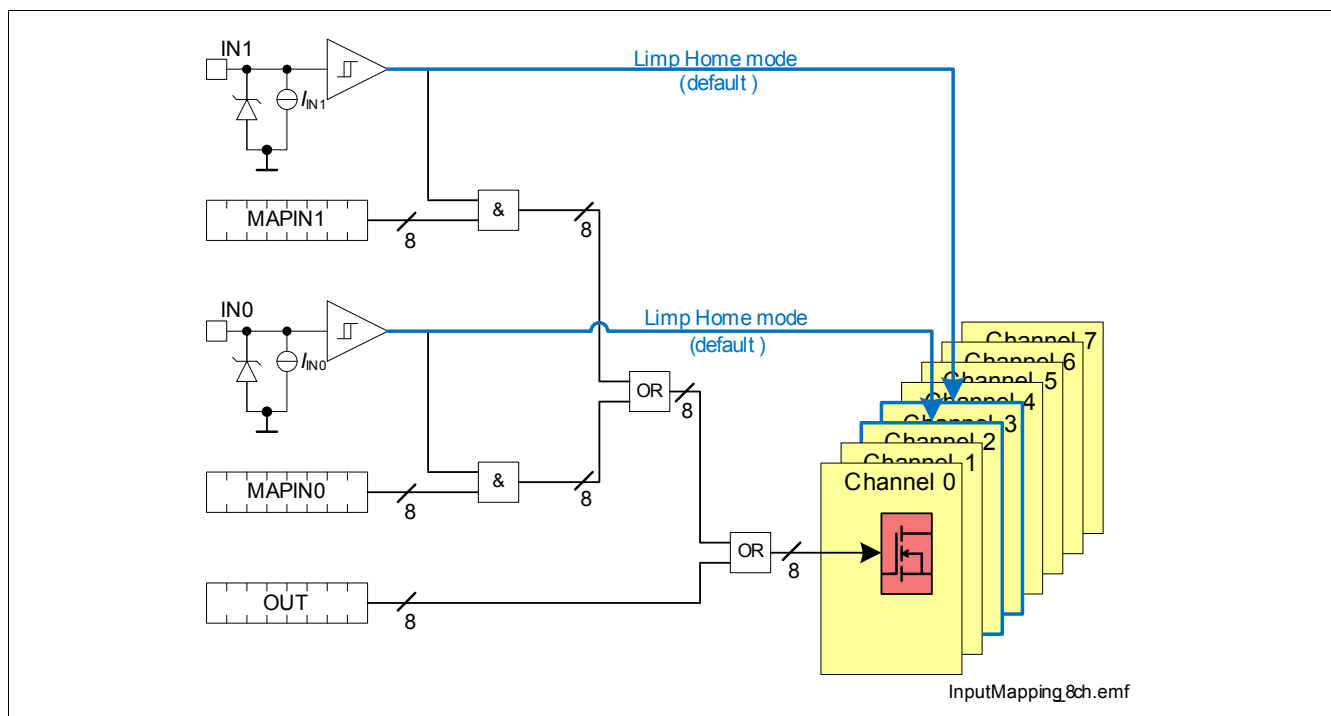 IN1
Limp Home mode
(default )
I IN1
MAPIN1
8
&
8
IN0
Limp Home mode
(default )
I IN0
Channel 7
Channel 6
Channel 5
Channel 4
Channel 3
Channel 2
Channel 1
Channel 0
OR
8
MAPIN0
8
&
8
OR
8
OUT
8
InputMapping_8ch.emf